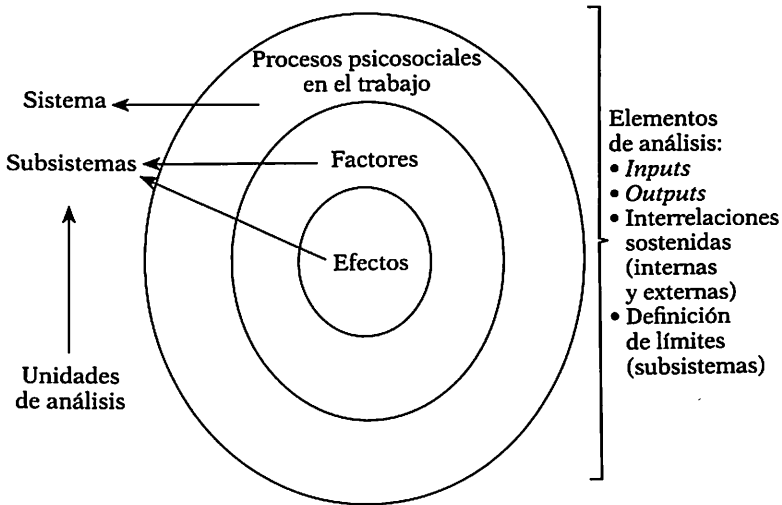 Procesos psicosociales
en el trabajo
Sistema
Subsistemas
Factores
Efectos
Unidades
de análisis
Elementos
de análisis:
• Inputs
• Outputs
• Interrelaciones
sostenidas
(internas
y externas)
• Definición
de límites
(subsistemas)